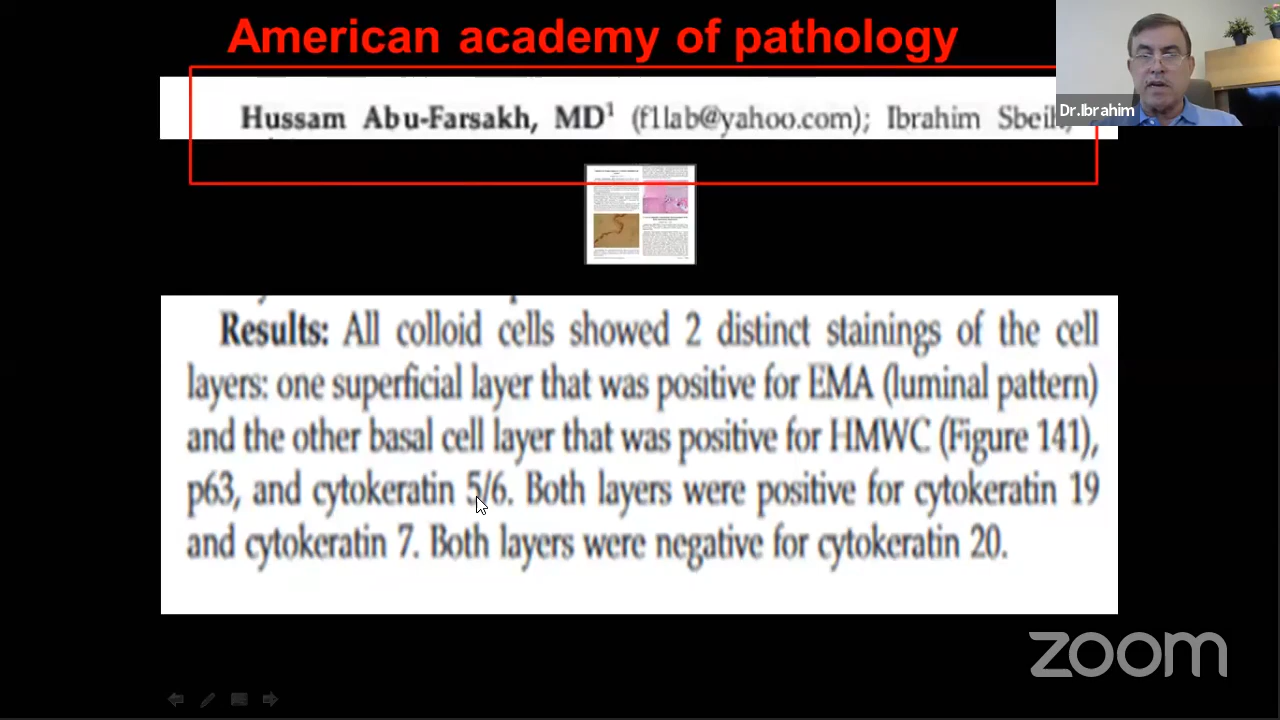 American academy of pathology
Hussam Abu-Farsakh, MD¹ (f1lab@yahoo.com); Ibrahim
Dr.Ibrahim
Results: All colloid cells showed 2 distinct stainings of the cell
layers: one superficial layer that was positive for EMA (luminal pattern)
and the other basal cell layer that was positive for HMWC (Figure 141),
p63, and cytokeratin 5/6. Both layers were positive for cytokeratin 19
and cytokeratin 7. Both layers were negative for cytokeratin 20.
zoom